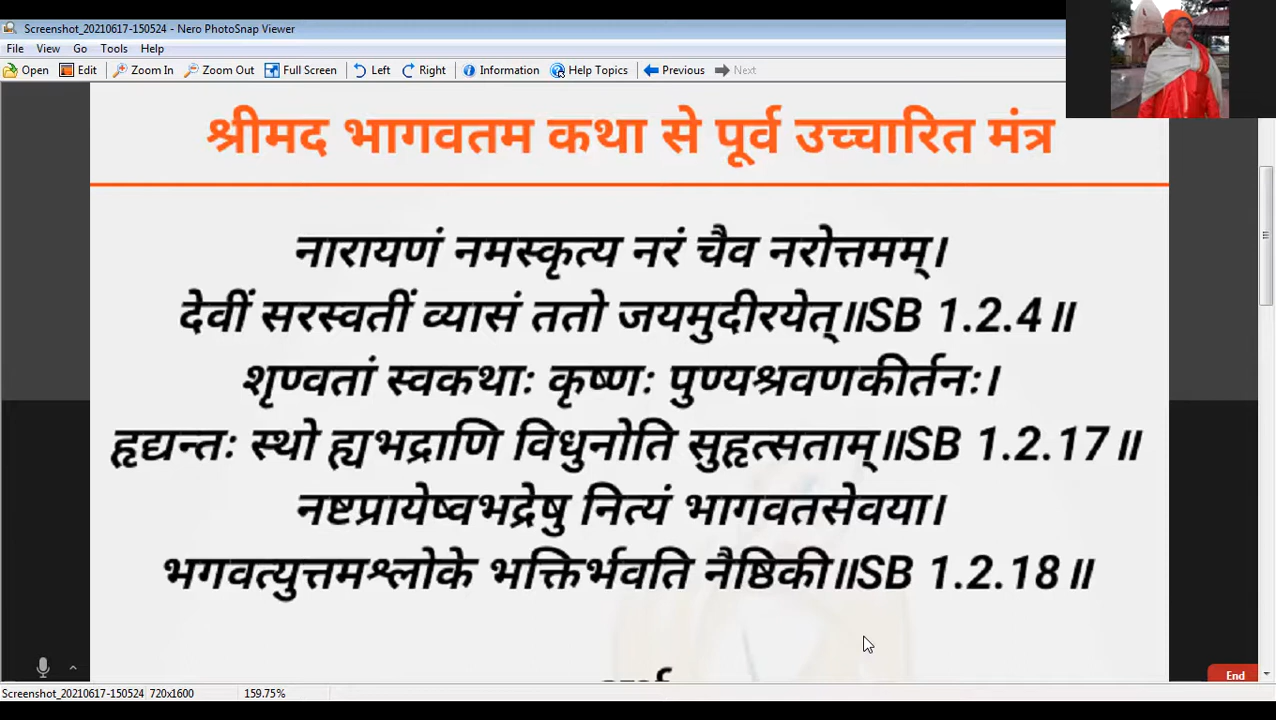 Screenshot_20210617-150524 - Nero PhotoSnap Viewer
File View Go Tools Help
Open Edit Zoom In Zoom Out Full Screen Left Right Information Help Topics Previous Next
श्रीमद भागवतम कथा से पूर्व उच्चारित मंत्र
नारायणं नमस्कृत्य नरं चैव नरोत्तमम्।
देवीं सरस्वतीं व्यासं ततो जयमुदीरयेत्॥SB 1.2.4॥
शृण्वतां स्वकथाः कृष्णः पुण्यश्रवणकीर्तनः।
हृद्यन्तः स्थो ह्यभद्राणि विधुनोति सुहृत्सताम्॥SB 1.2.17॥
नष्टप्रायेष्वभद्रेषु नित्यं भागवतसेवया।
भगवत्युत्तमश्लोके भक्तिर्भवति नैष्ठिकी॥SB 1.2.18॥
End
Screenshot_20210617-150524 720x1600 159.75%